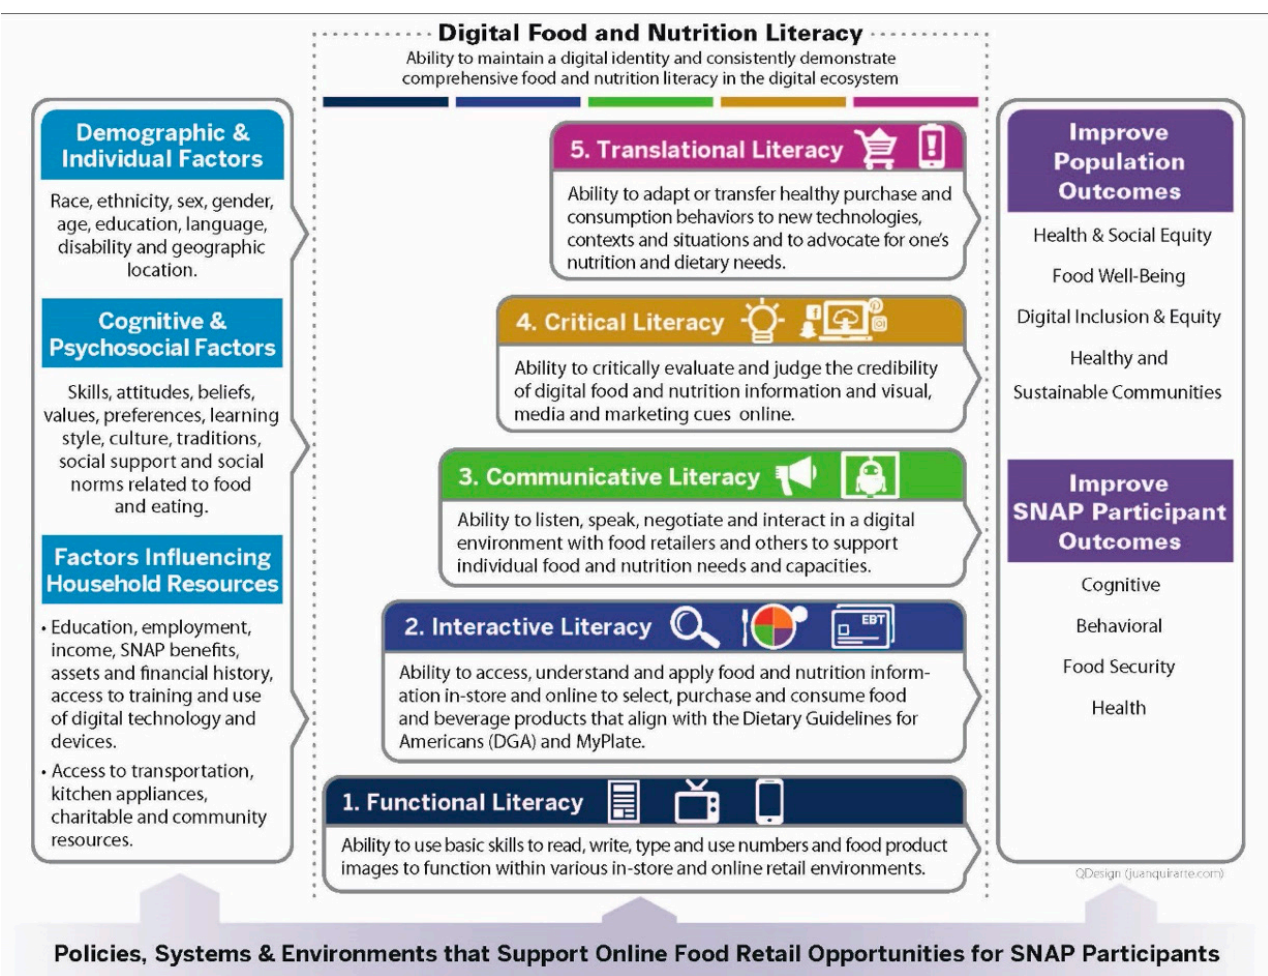 Digital Food and Nutrition Literacy
Ability to maintain a digital identity and consistently demonstrate
comprehensive food and nutrition literacy in the digital ecosystem
Demographic &
Individual Factors
Race, ethnicity, sex, gender,
age, education, language,
disability and geographic
location.
Cognitive &
Psychosocial Factors
Skills, attitudes, beliefs,
values, preferences, learning
style, culture, traditions,
social support and social
norms related to food
and eating.
Factors Influencing
Household Resources
• Education, employment,
income, SNAP benefits,
assets and financial history,
access to training and use
of digital technology and
devices.
• Access to transportation,
kitchen appliances,
charitable and community
resources.
5. Translational Literacy
Ability to adapt or transfer healthy purchase and
consumption behaviors to new technologies,
contexts and situations and to advocate for one's
nutrition and dietary needs.
4. Critical Literacy
Ability to critically evaluate and judge the credibility
of digital food and nutrition information and visual,
media and marketing cues online.
3. Communicative Literacy
Ability to listen, speak, negotiate and interact in a digital
environment with food retailers and others to support
individual food and nutrition needs and capacities.
2. Interactive Literacy
EBT
Ability to access, understand and apply food and nutrition inform-
ation in-store and online to select, purchase and consume food
and beverage products that align with the Dietary Guidelines for
Americans (DGA) and MyPlate.
1. Functional Literacy
Ability to use basic skills to read, write, type and use numbers and food product
images to function within various in-store and online retail environments.
Improve
Population
Outcomes
Health & Social Equity
Food Well-Being
Digital Inclusion & Equity
Healthy and
Sustainable Communities
Improve
SNAP Participant
Outcomes
Cognitive
Behavioral
Food Security
Health
QDesign (juanquirarte.com)
Policies, Systems & Environments that Support Online Food Retail Opportunities for SNAP Participants